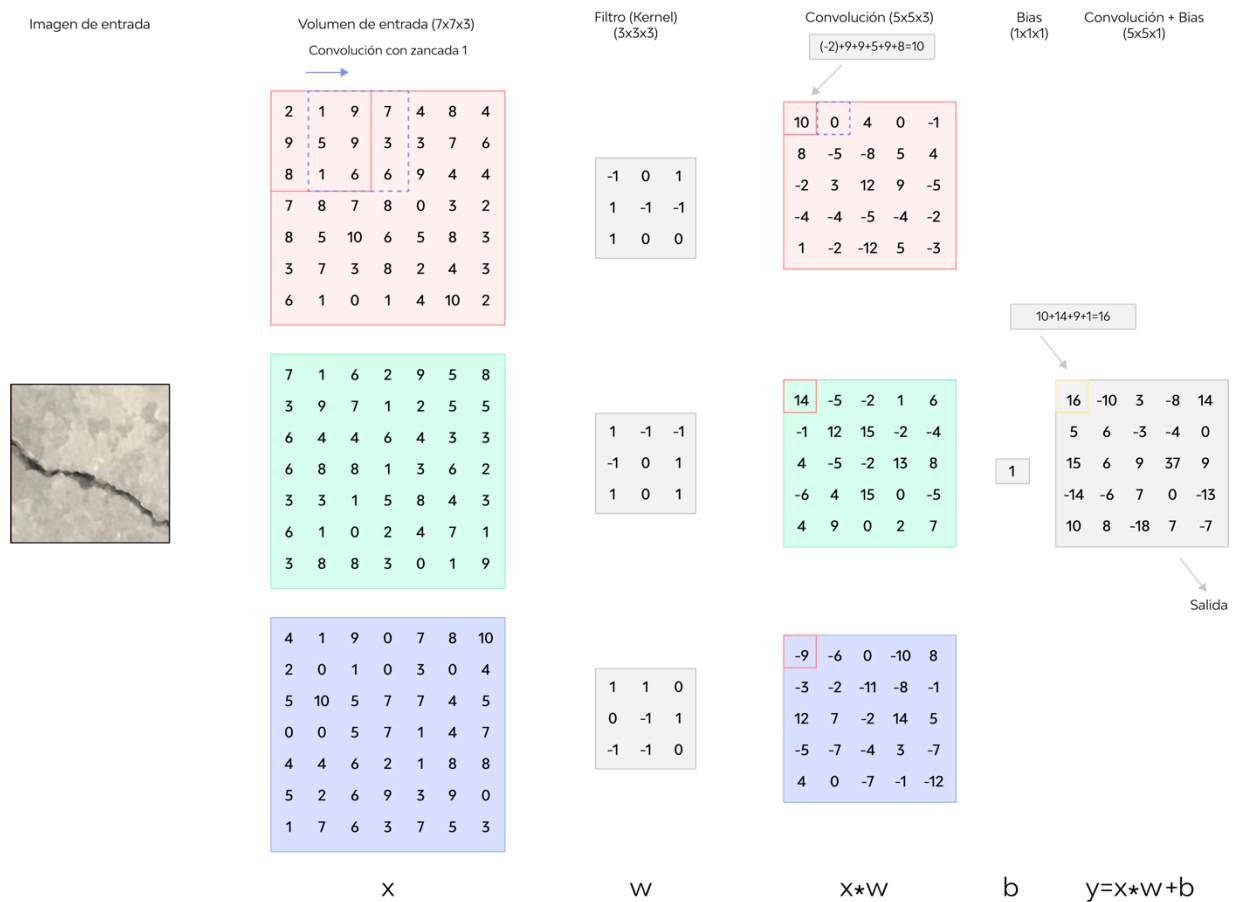 Imagen de entrada
Volumen de entrada (7x7x3)
Filtro (Kernel)
(3x3x3)
Convolución (5x5x3)
Bias
(1x1x1)
Convolución + Bias
(5x5x1)
Convolución con zancada 1
(-2)+9+9+5+9+8=10
2 1 9 7 4 8 4
9 5 9 3 3 7 6
8 1 6 6 9 4 4
7 8 7 8 0 3 2
8 5 10 6 5 8 3
3 7 3 8 2 4 3
6 1 0 1 4 10 2
-1 0 1
1 -1 -1
1 0 0
10 0 4 0 -1
8 -5 -8 5 4
-2 3 12 9 -5
-4 -4 -5 -4 -2
1 -2 -12 5 -3
10+14+9+1=16
7 1 6 2 9 5 8
3 9 7 1 2 5 5
6 4 4 6 4 3 3
6 8 8 1 3 6 2
3 3 1 5 8 4 3
6 1 0 2 4 7 1
3 8 8 3 0 1 9
1 -1 -1
-1 0 1
1 0 1
14 -5 -2 1 6
-1 12 15 -2 -4
4 -5 -2 13 8
-6 4 15 0 -5
4 9 0 2 7
1
16 -10 3 -8 14
5 6 -3 -4 0
15 6 9 37 9
-14 -6 7 0 -13
10 8 -18 7 -7
Salida
4 1 9 0 7 8 10
2 0 1 0 3 0 4
5 10 5 7 7 4 5
0 0 5 7 1 4 7
4 4 6 2 1 8 8
5 2 6 9 3 9 0
1 7 6 3 7 5 3
1 1 0
0 -1 1
-1 -1 0
-9 -6 0 -10 8
-3 -2 -11 -8 -1
12 7 -2 14 5
-5 -7 -4 3 -7
4 0 -7 -1 -12
x
w
x*w
b
y=x*w+b